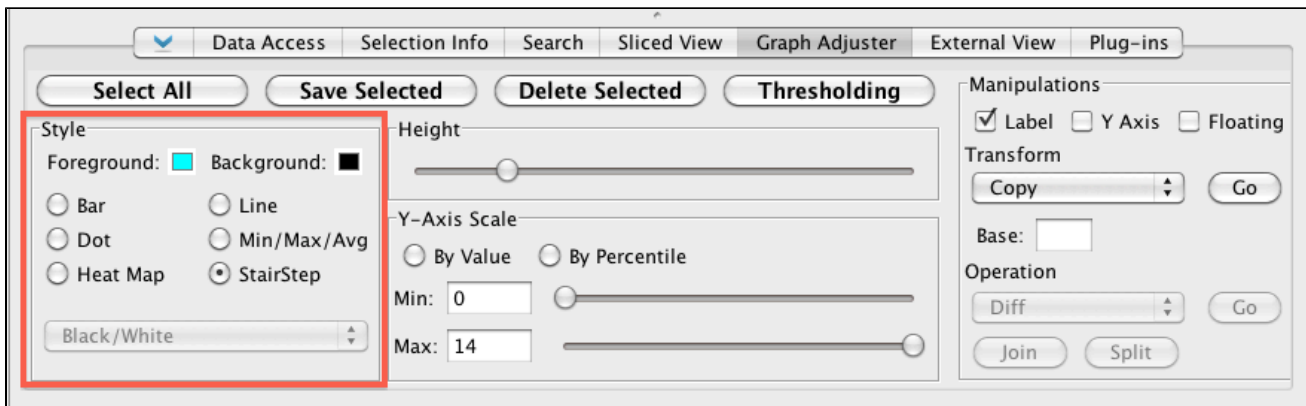 Data Access Selection Info Search Sliced View Graph Adjuster External View Plug-ins
Select All Save Selected Delete Selected Thresholding
Style
Foreground: Background:
Bar Line
Dot Min/Max/Avg
Heat Map StairStep
Black/White
Height
Y-Axis Scale
By Value By Percentile
Min: 0
Max: 14
Manipulations
Label Y Axis Floating
Transform
Copy Go
Base:
Operation
Diff Go
Join Split